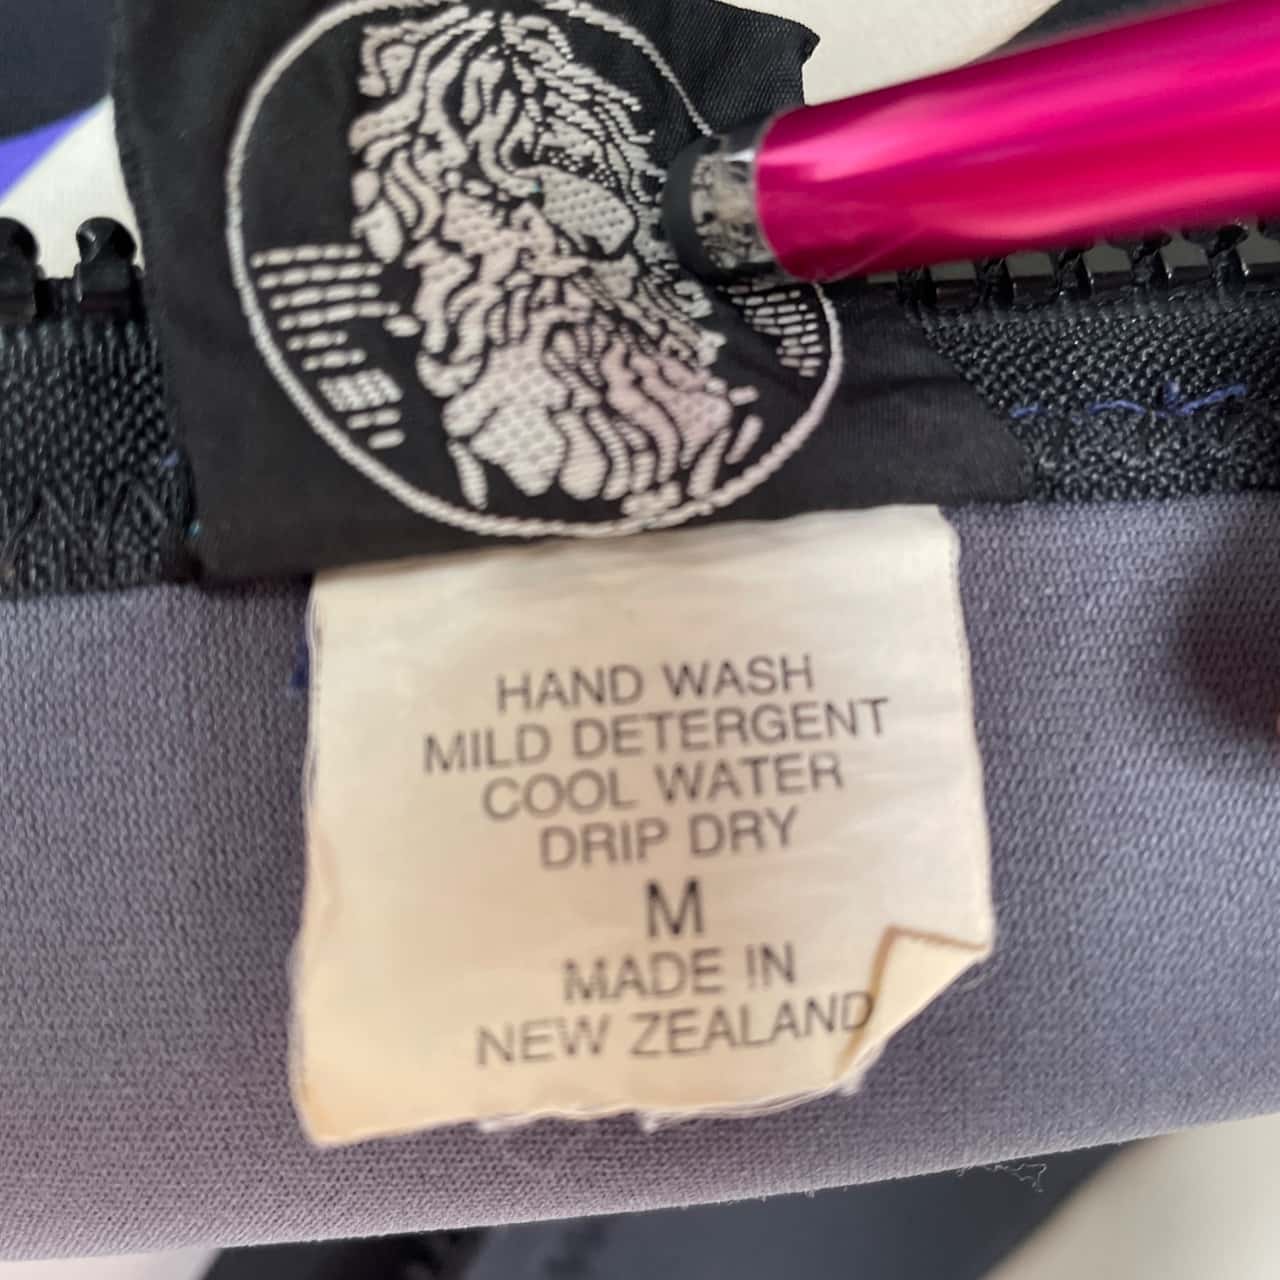 HAND WASH
MILD DETERGENT
COOL WATER
DRIP DRY
M
MADE IN
NEW ZEALAND